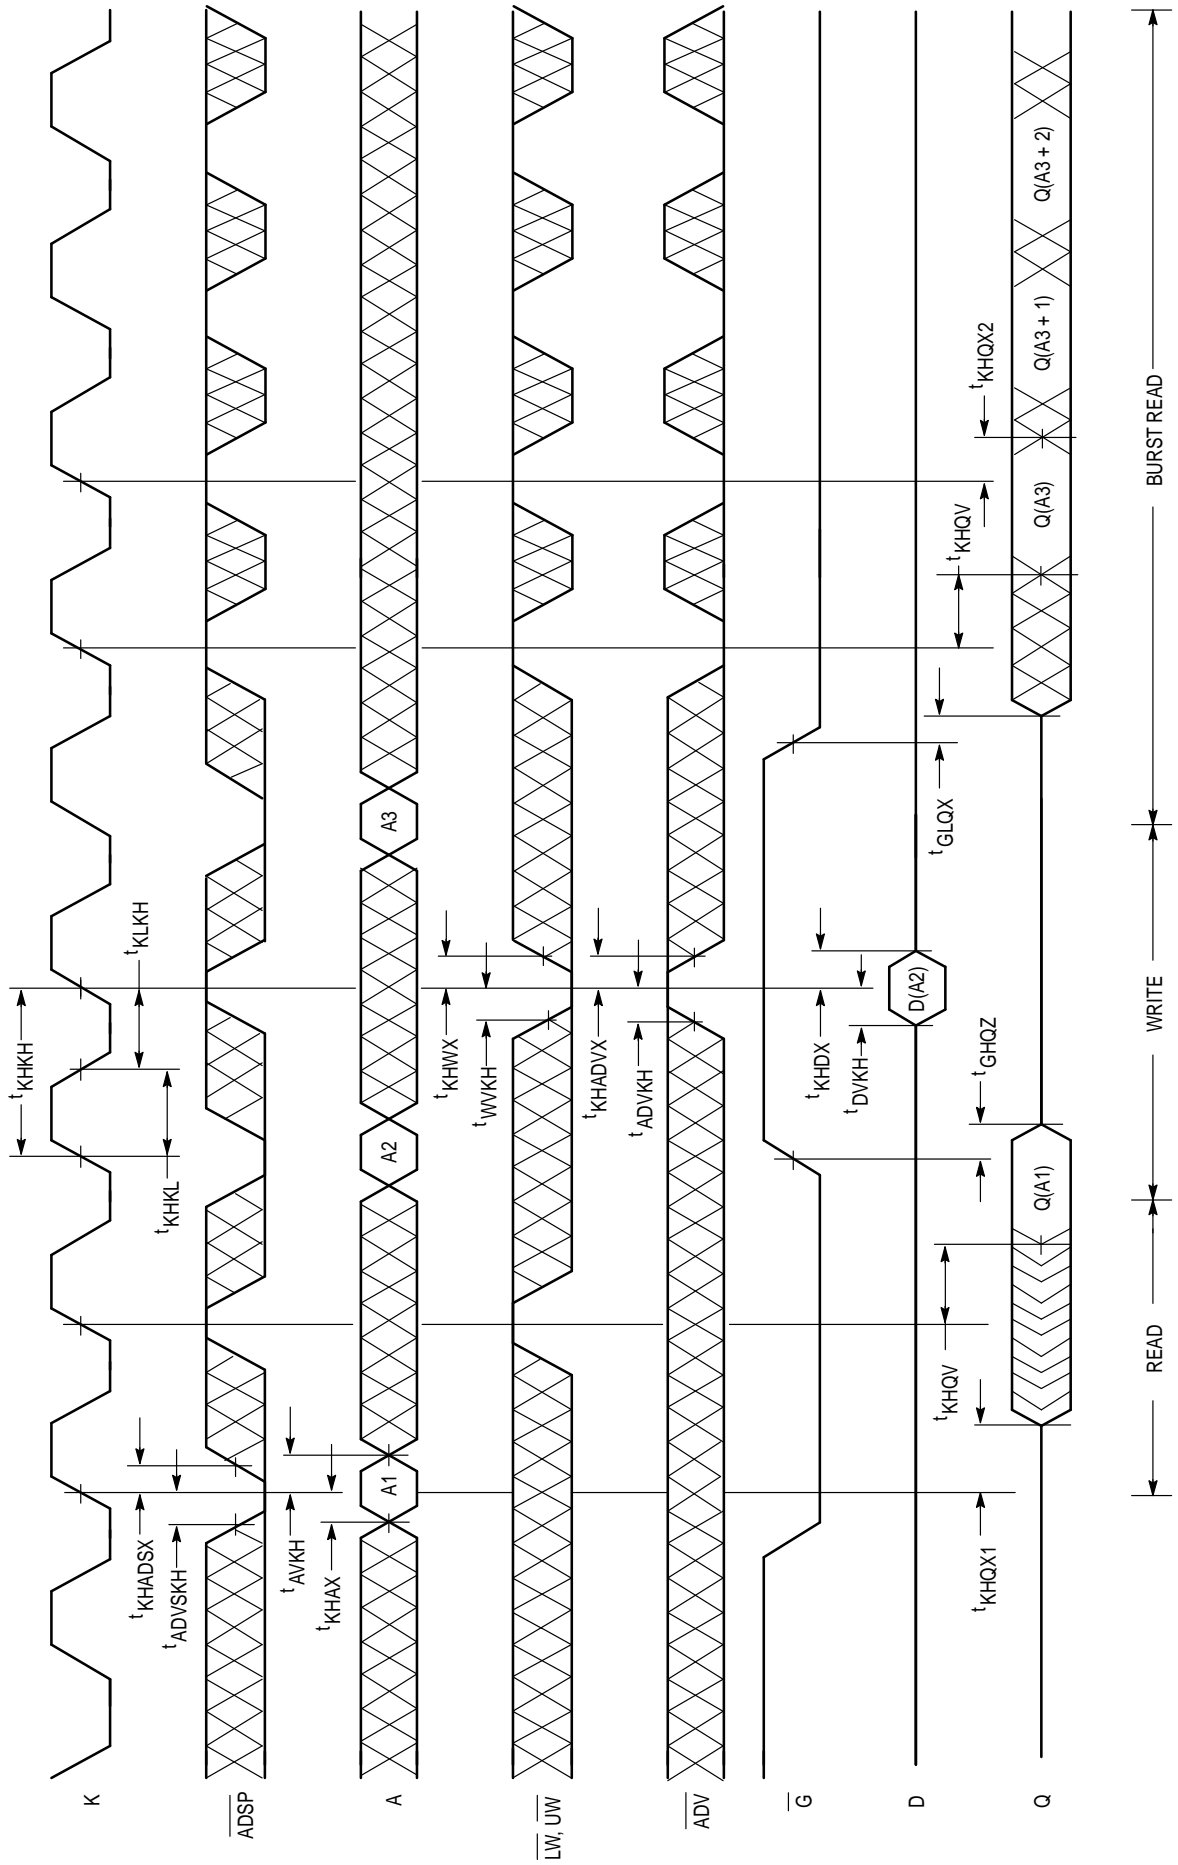 K
ADSP
A
LW, UW
ADV
G
D
Q
tKHKH
tKLKH
tKHKL
tKHADSX
tADVSKH
tAVKH
tKHAX
A1
A2
A3
tKHWX
tWVKH
tKHADVX
tADVKH
tKHDX
tDVKH
D(A2)
tGLQX
tGHQZ
tKHQV
tKHQX1
tKHQV
tKHQX2
Q(A1)
Q(A3)
Q(A3 + 1)
Q(A3 + 2)
READ
WRITE
BURST READ